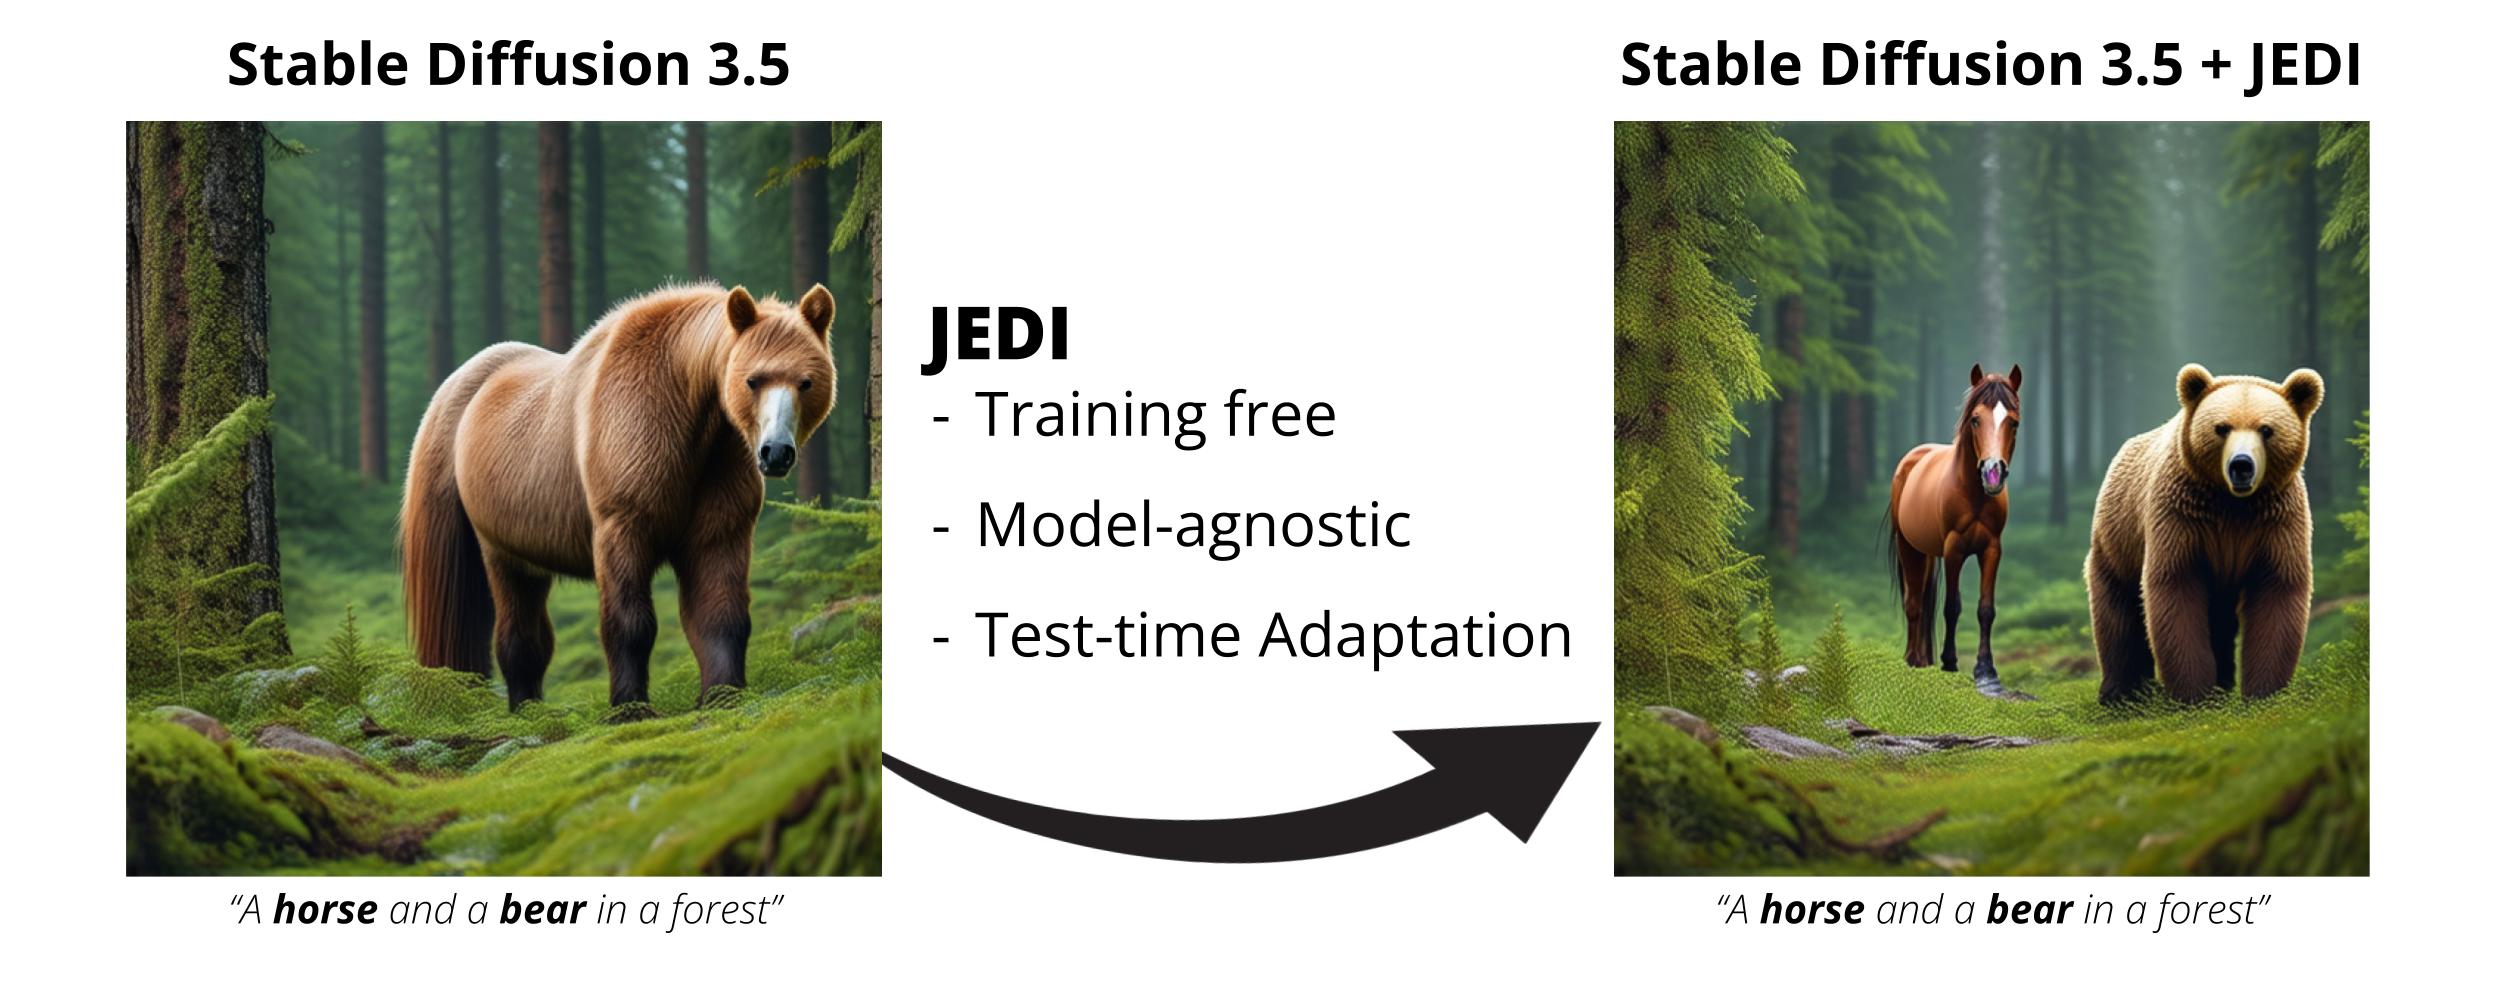 Stable Diffusion 3.5
Stable Diffusion 3.5 + JEDI
JEDI
- Training free
- Model-agnostic
- Test-time Adaptation
“A horse and a bear in a forest”
“A horse and a bear in a forest”